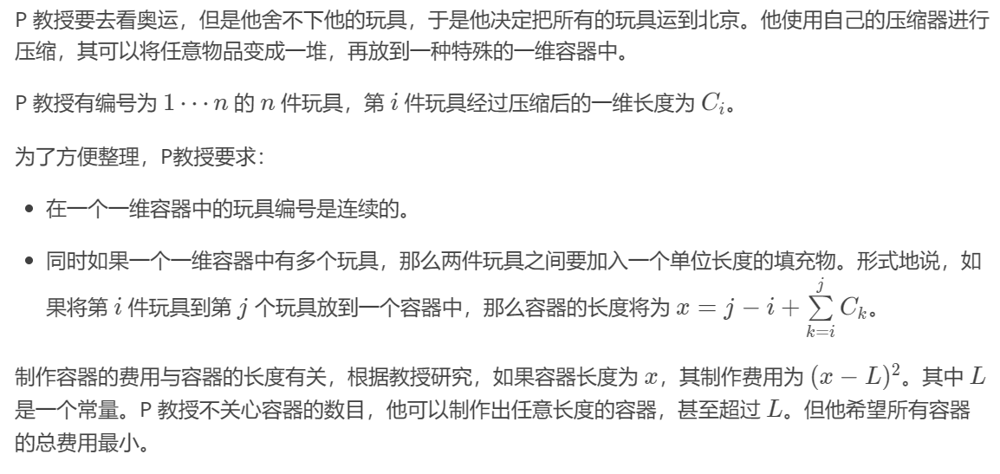 P 教授要去看奥运，但是他舍不下他的玩具，于是他决定把所有的玩具运到北京。他使用自己的压缩器进行
压缩，其可以将任意物品变成一堆，再放到一种特殊的一维容器中。
P 教授有编号为 1⋯n 的 n 件玩具，第 i 件玩具经过压缩后的一维长度为 C_i。
为了方便整理，P教授要求：
• 在一个一维容器中的玩具编号是连续的。
• 同时如果一个一维容器中有多个玩具，那么两件玩具之间要加入一个单位长度的填充物。形式地说，如
果将第 i 件玩具到第 j 个玩具放到一个容器中，那么容器的长度将为 x = j − i + ∑_{k=i}^{j} C_k。
制作容器的费用与容器的长度有关，根据教授研究，如果容器长度为 x，其制作费用为 (x − L)^2。其中 L
是一个常量。P 教授不关心容器的数目，他可以制作出任意长度的容器，甚至超过 L。但他希望所有容器
的总费用最小。